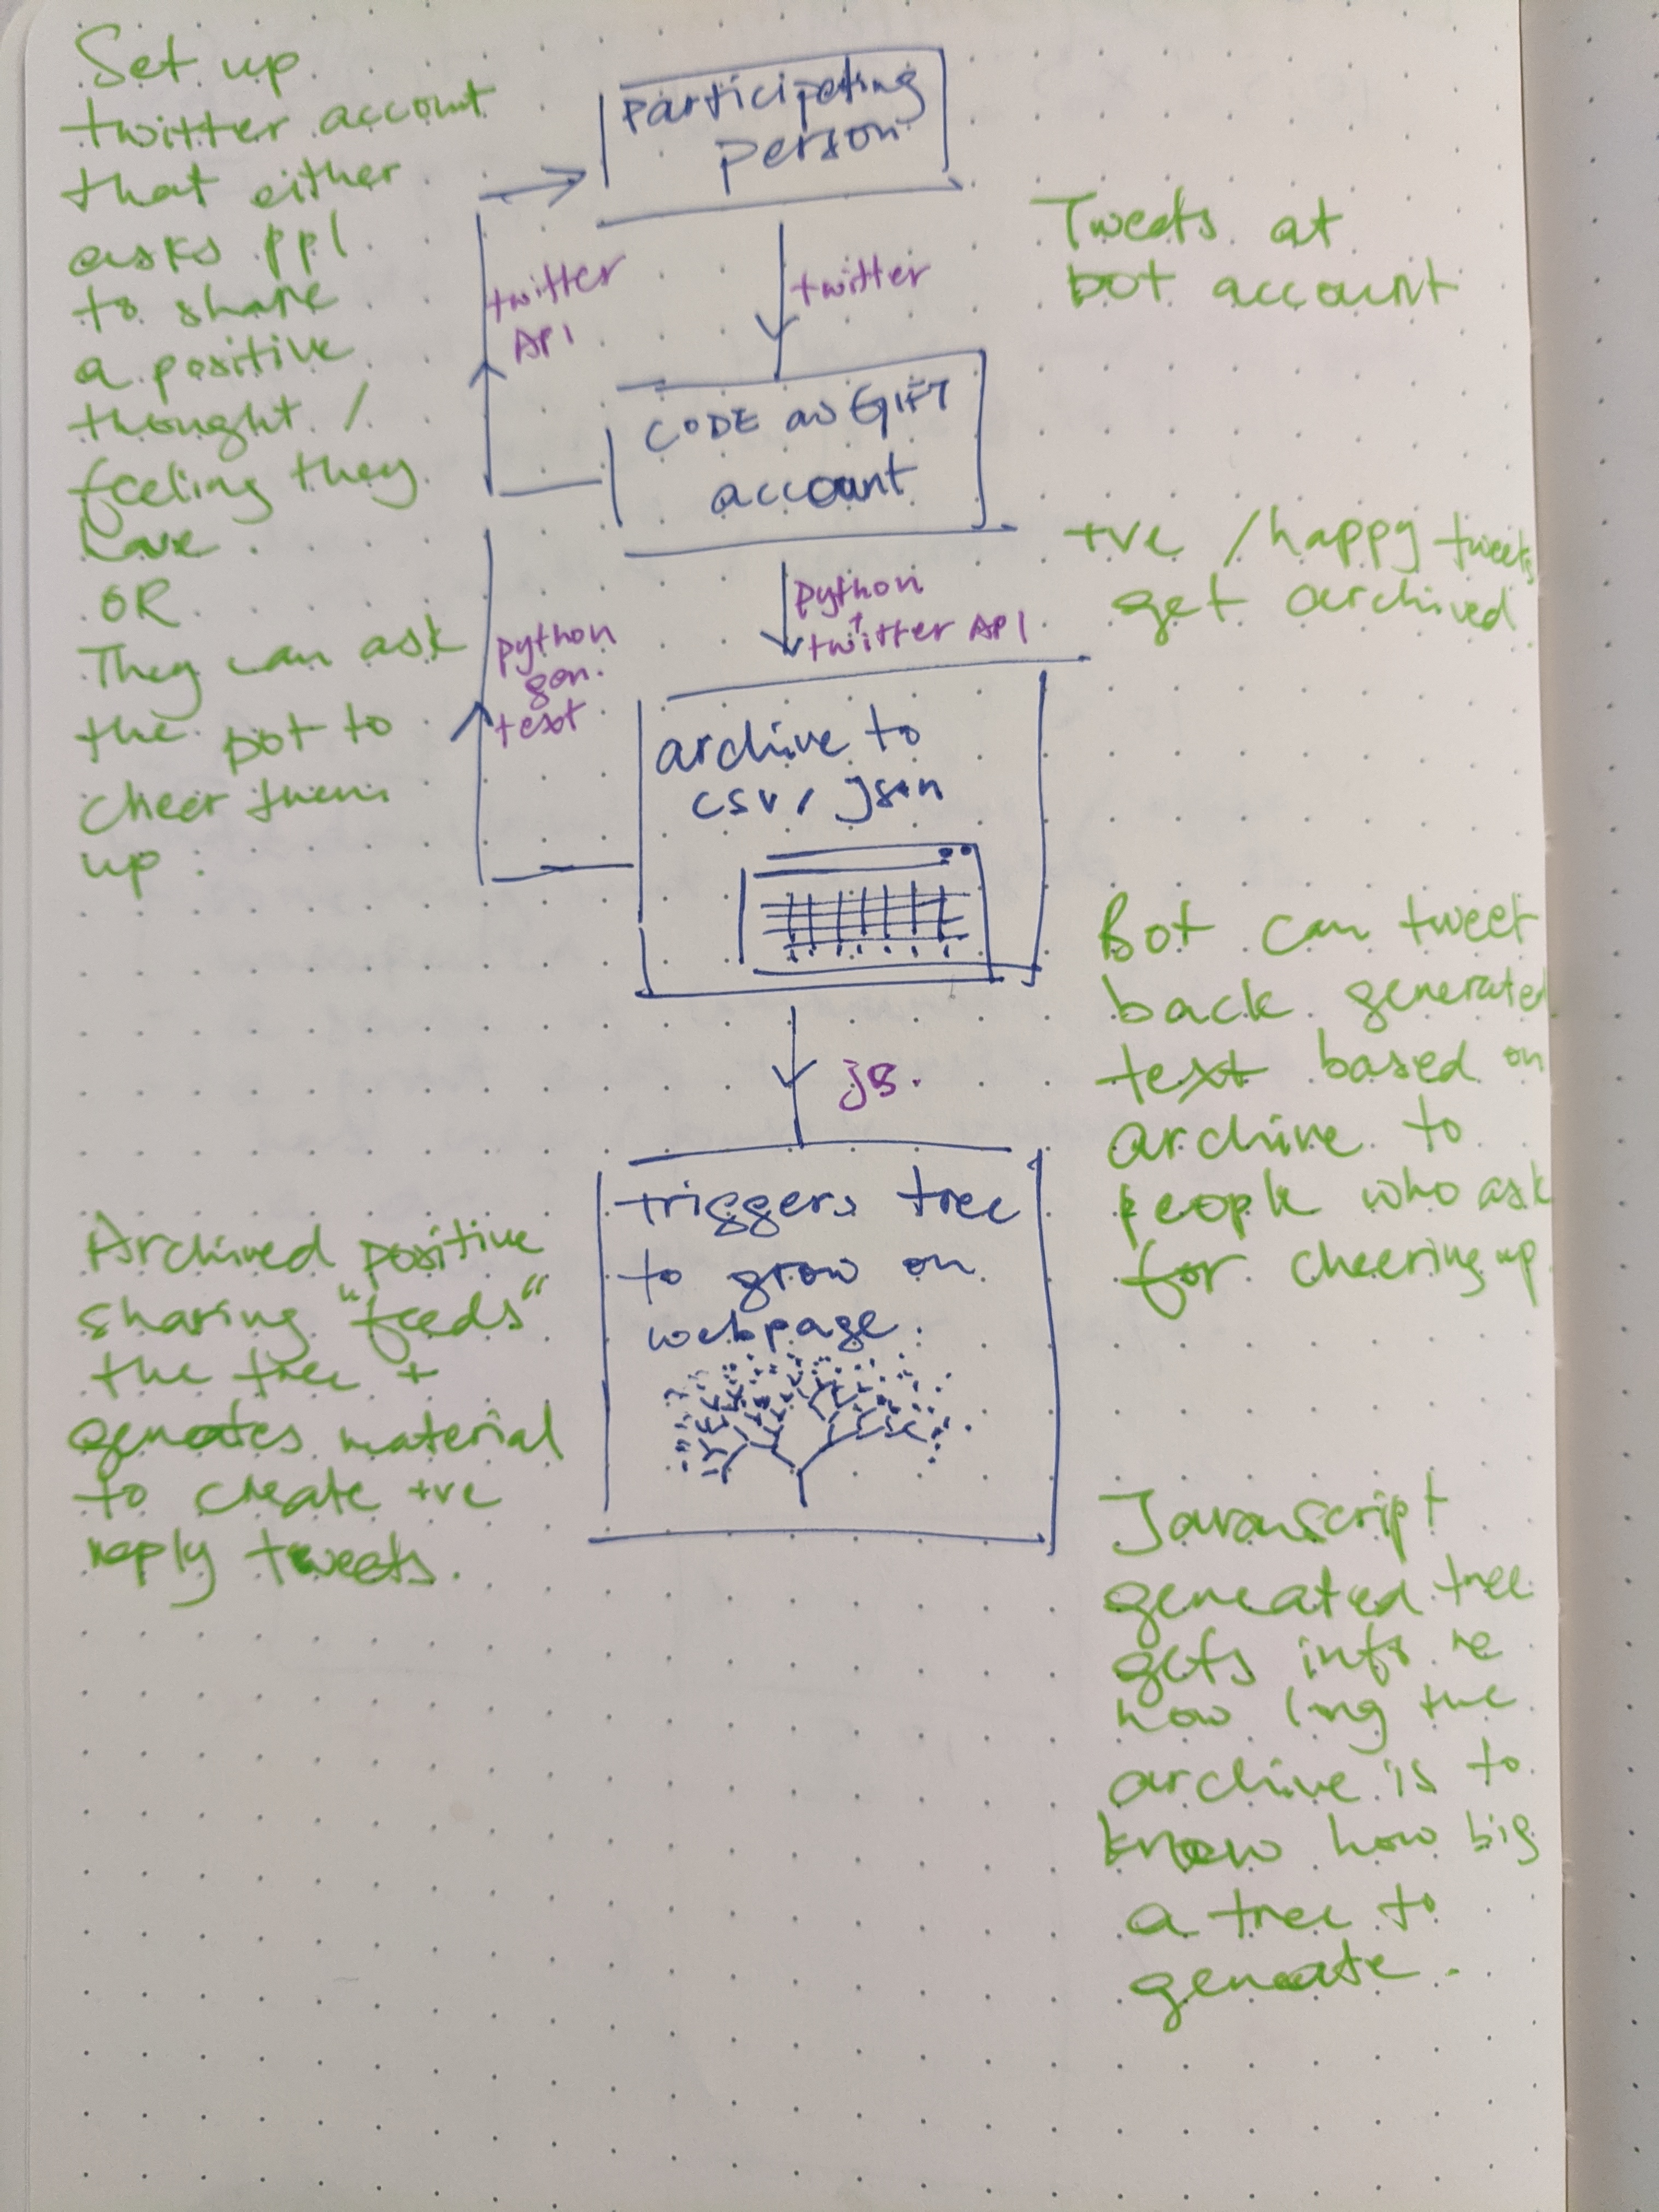 Set up
twitter account
that either
asks ppl
to share
a positive
thought /
feeling they
have
OR
They can ask
the bot to
cheer them
up
Participating
person
twitter
API
twitter
Tweets at
bot account
CODE as GIFT
account
+ve / happy tweets
get archived
python
+
twitter API
python
gen.
text
archive to
csv, json
Bot can tweet
back generated
text based on
archive to
people who ask
for cheering up
js.
triggers tree
to grow on
webpage.
Archived positive
sharing "feeds"
the tree +
genates material
to create +ve
reply tweets.
Javascript
geneated tree
gets info re
how long the
archive is to
know how big
a tree to
geneate.